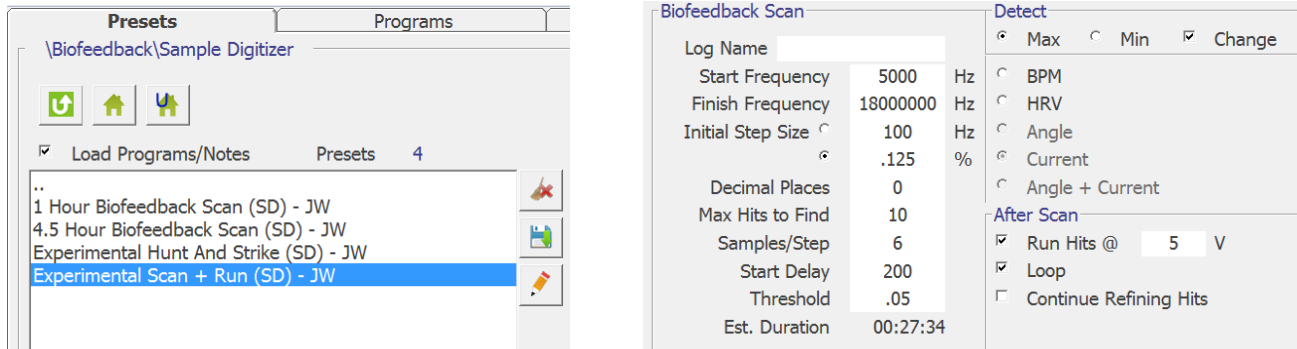 Presets Programs
\Biofeedback\Sample Digitizer
Load Programs/Notes Presets 4
..
1 Hour Biofeedback Scan (SD) - JW
4.5 Hour Biofeedback Scan (SD) - JW
Experimental Hunt And Strike (SD) - JW
Experimental Scan + Run (SD) - JW
Biofeedback Scan
Log Name
Start Frequency 5000 Hz
Finish Frequency 18000000 Hz
Initial Step Size 100 Hz
.125 %
Decimal Places 0
Max Hits to Find 10
Samples/Step 6
Start Delay 200
Threshold .05
Est. Duration 00:27:34
Detect
Max Min Change
BPM
HRV
Angle
Current
Angle + Current
After Scan
Run Hits @ 5 V
Loop
Continue Refining Hits